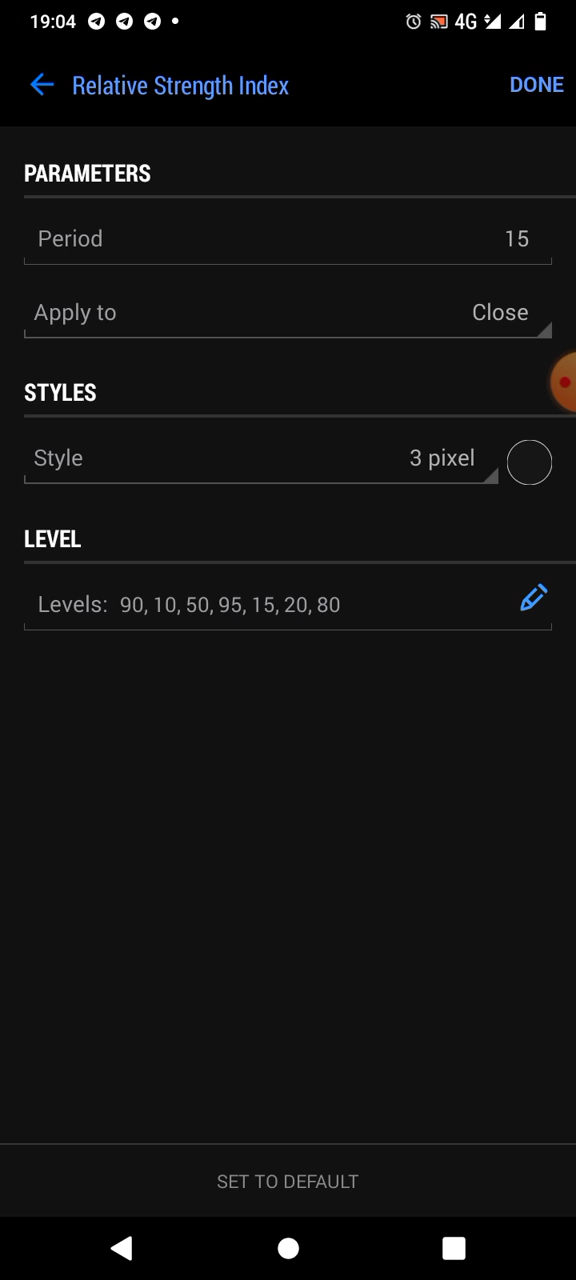 19:04 4G
Relative Strength Index DONE
PARAMETERS
Period 15
Apply to Close
STYLES
Style 3 pixel
LEVEL
Levels: 90, 10, 50, 95, 15, 20, 80
SET TO DEFAULT